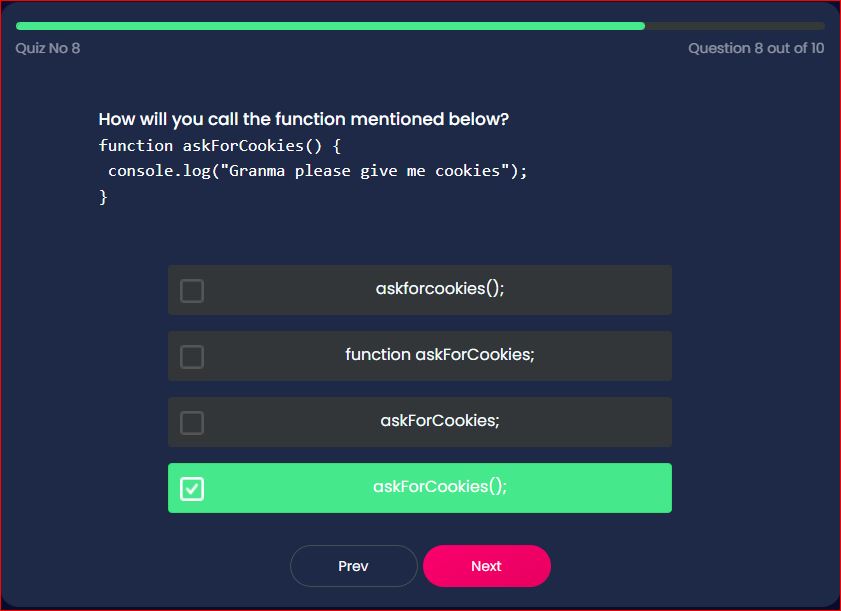 Quiz No 8
Question 8 out of 10
How will you call the function mentioned below?
function askForCookies() {
 console.log("Granma please give me cookies");
}
askforcookies();
function askForCookies;
askForCookies;
askForCookies();
Prev
Next